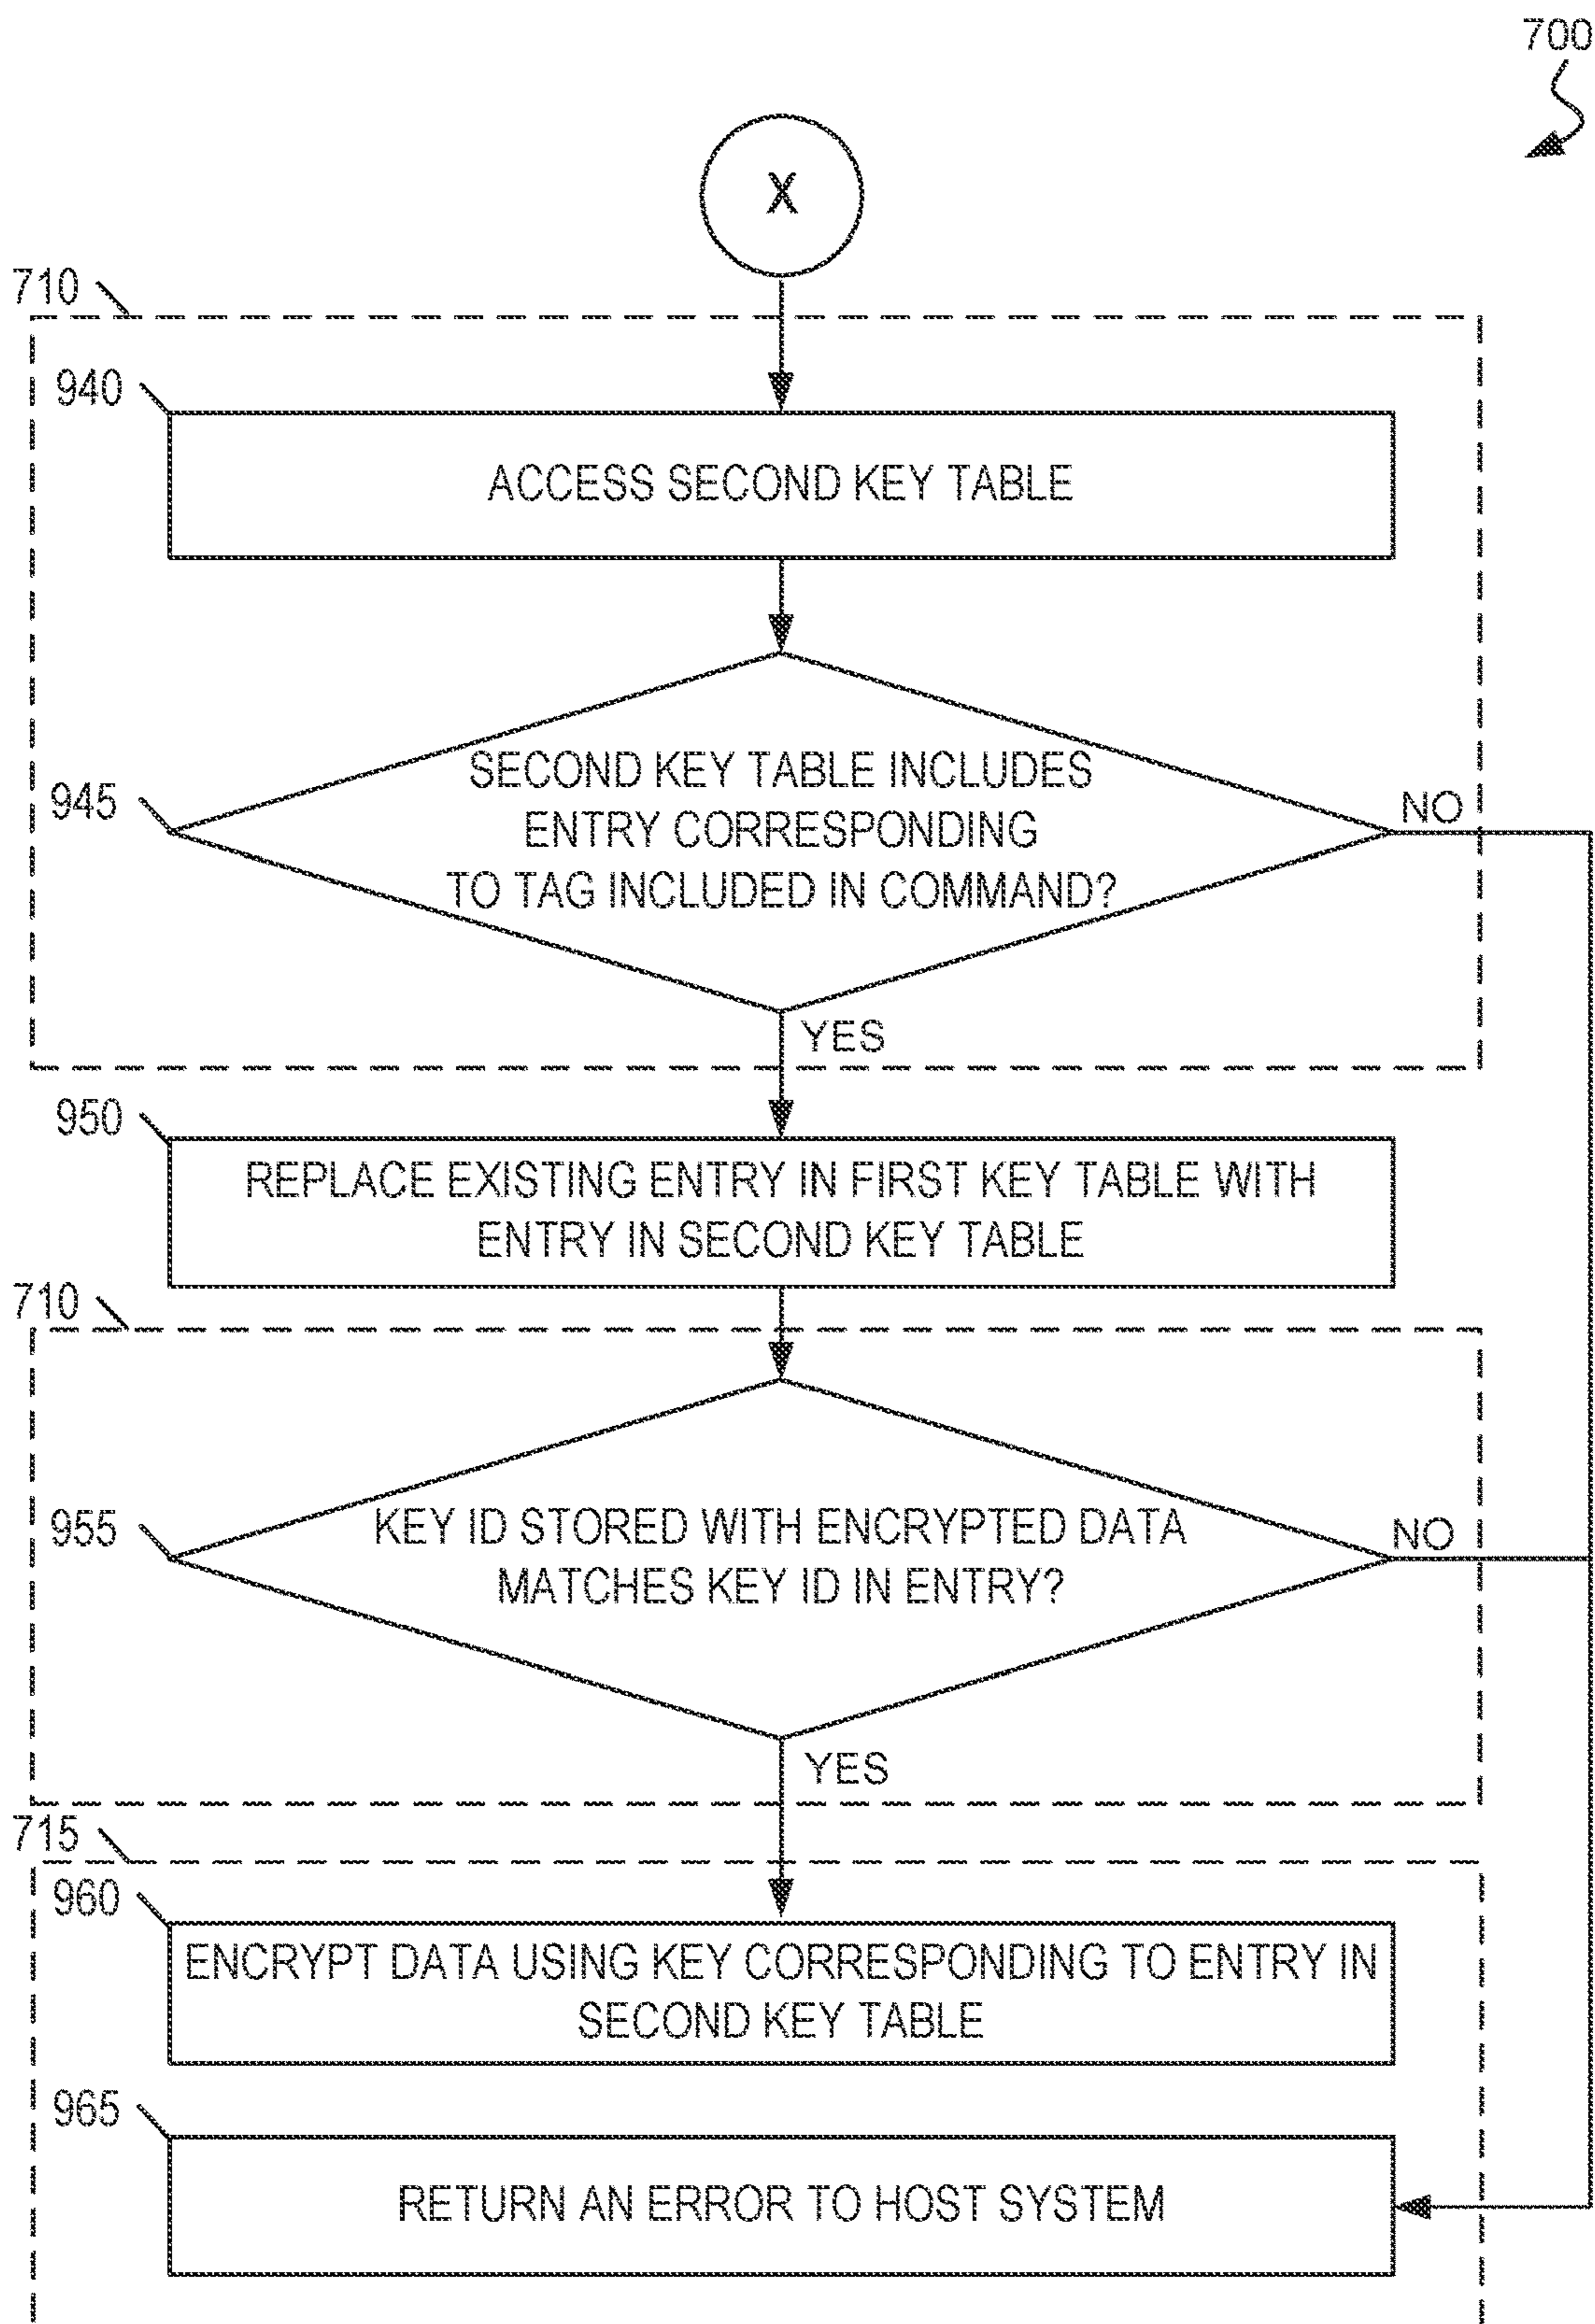 700
X
710
940
ACCESS SECOND KEY TABLE
945
SECOND KEY TABLE INCLUDES
ENTRY CORRESPONDING
TO TAG INCLUDED IN COMMAND?
NO
YES
950
REPLACE EXISTING ENTRY IN FIRST KEY TABLE WITH
ENTRY IN SECOND KEY TABLE
710
955
KEY ID STORED WITH ENCRYPTED DATA
MATCHES KEY ID IN ENTRY?
NO
YES
715
960
ENCRYPT DATA USING KEY CORRESPONDING TO ENTRY IN
SECOND KEY TABLE
965
RETURN AN ERROR TO HOST SYSTEM